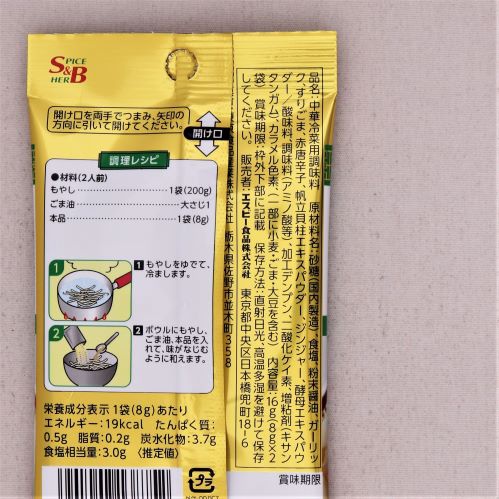 SPICE
S&B
HERB
開け口を両手でつまみ、矢印の
方向に引いて開けてください。
開け口
調理レシピ
●材料(2人前)
もやし 1袋(200g)
ごま油 大さじ1
本品 1袋(8g)
1
1 もやしをゆでて、
冷まします。
2
2 ボウルにもやし、
ごま油、本品を入
れて、味がなじむ
ように和えます。
栄養成分表示 1袋(8g)あたり
エネルギー:19kcal たんぱく質:
0.5g 脂質:0.2g 炭水化物:3.7g
食塩相当量:3.0g 〈推定値〉
品名:中華冷菜用調味料 原材料名:砂糖(国内製造)、食塩、粉末醤油、ガーリッ
ク、すりごま、赤唐辛子、帆立貝柱エキスパウダー、ジンジャー、酵母エキスパウ
ダー/酸味料、調味料(アミノ酸等)、加工デンプン、二酸化ケイ素、増粘剤(キサン
タンガム)、カラメル色素、(一部に小麦・ごま・大豆を含む) 内容量:16g(8g×2
袋) 賞味期限:枠外下部に記載 保存方法:直射日光、高温多湿を避けて保存
してください。 販売者:エスビー食品株式会社 東京都中央区日本橋兜町18-6
株式会社 栃木県佐野市並木町358
プラ
賞味期限